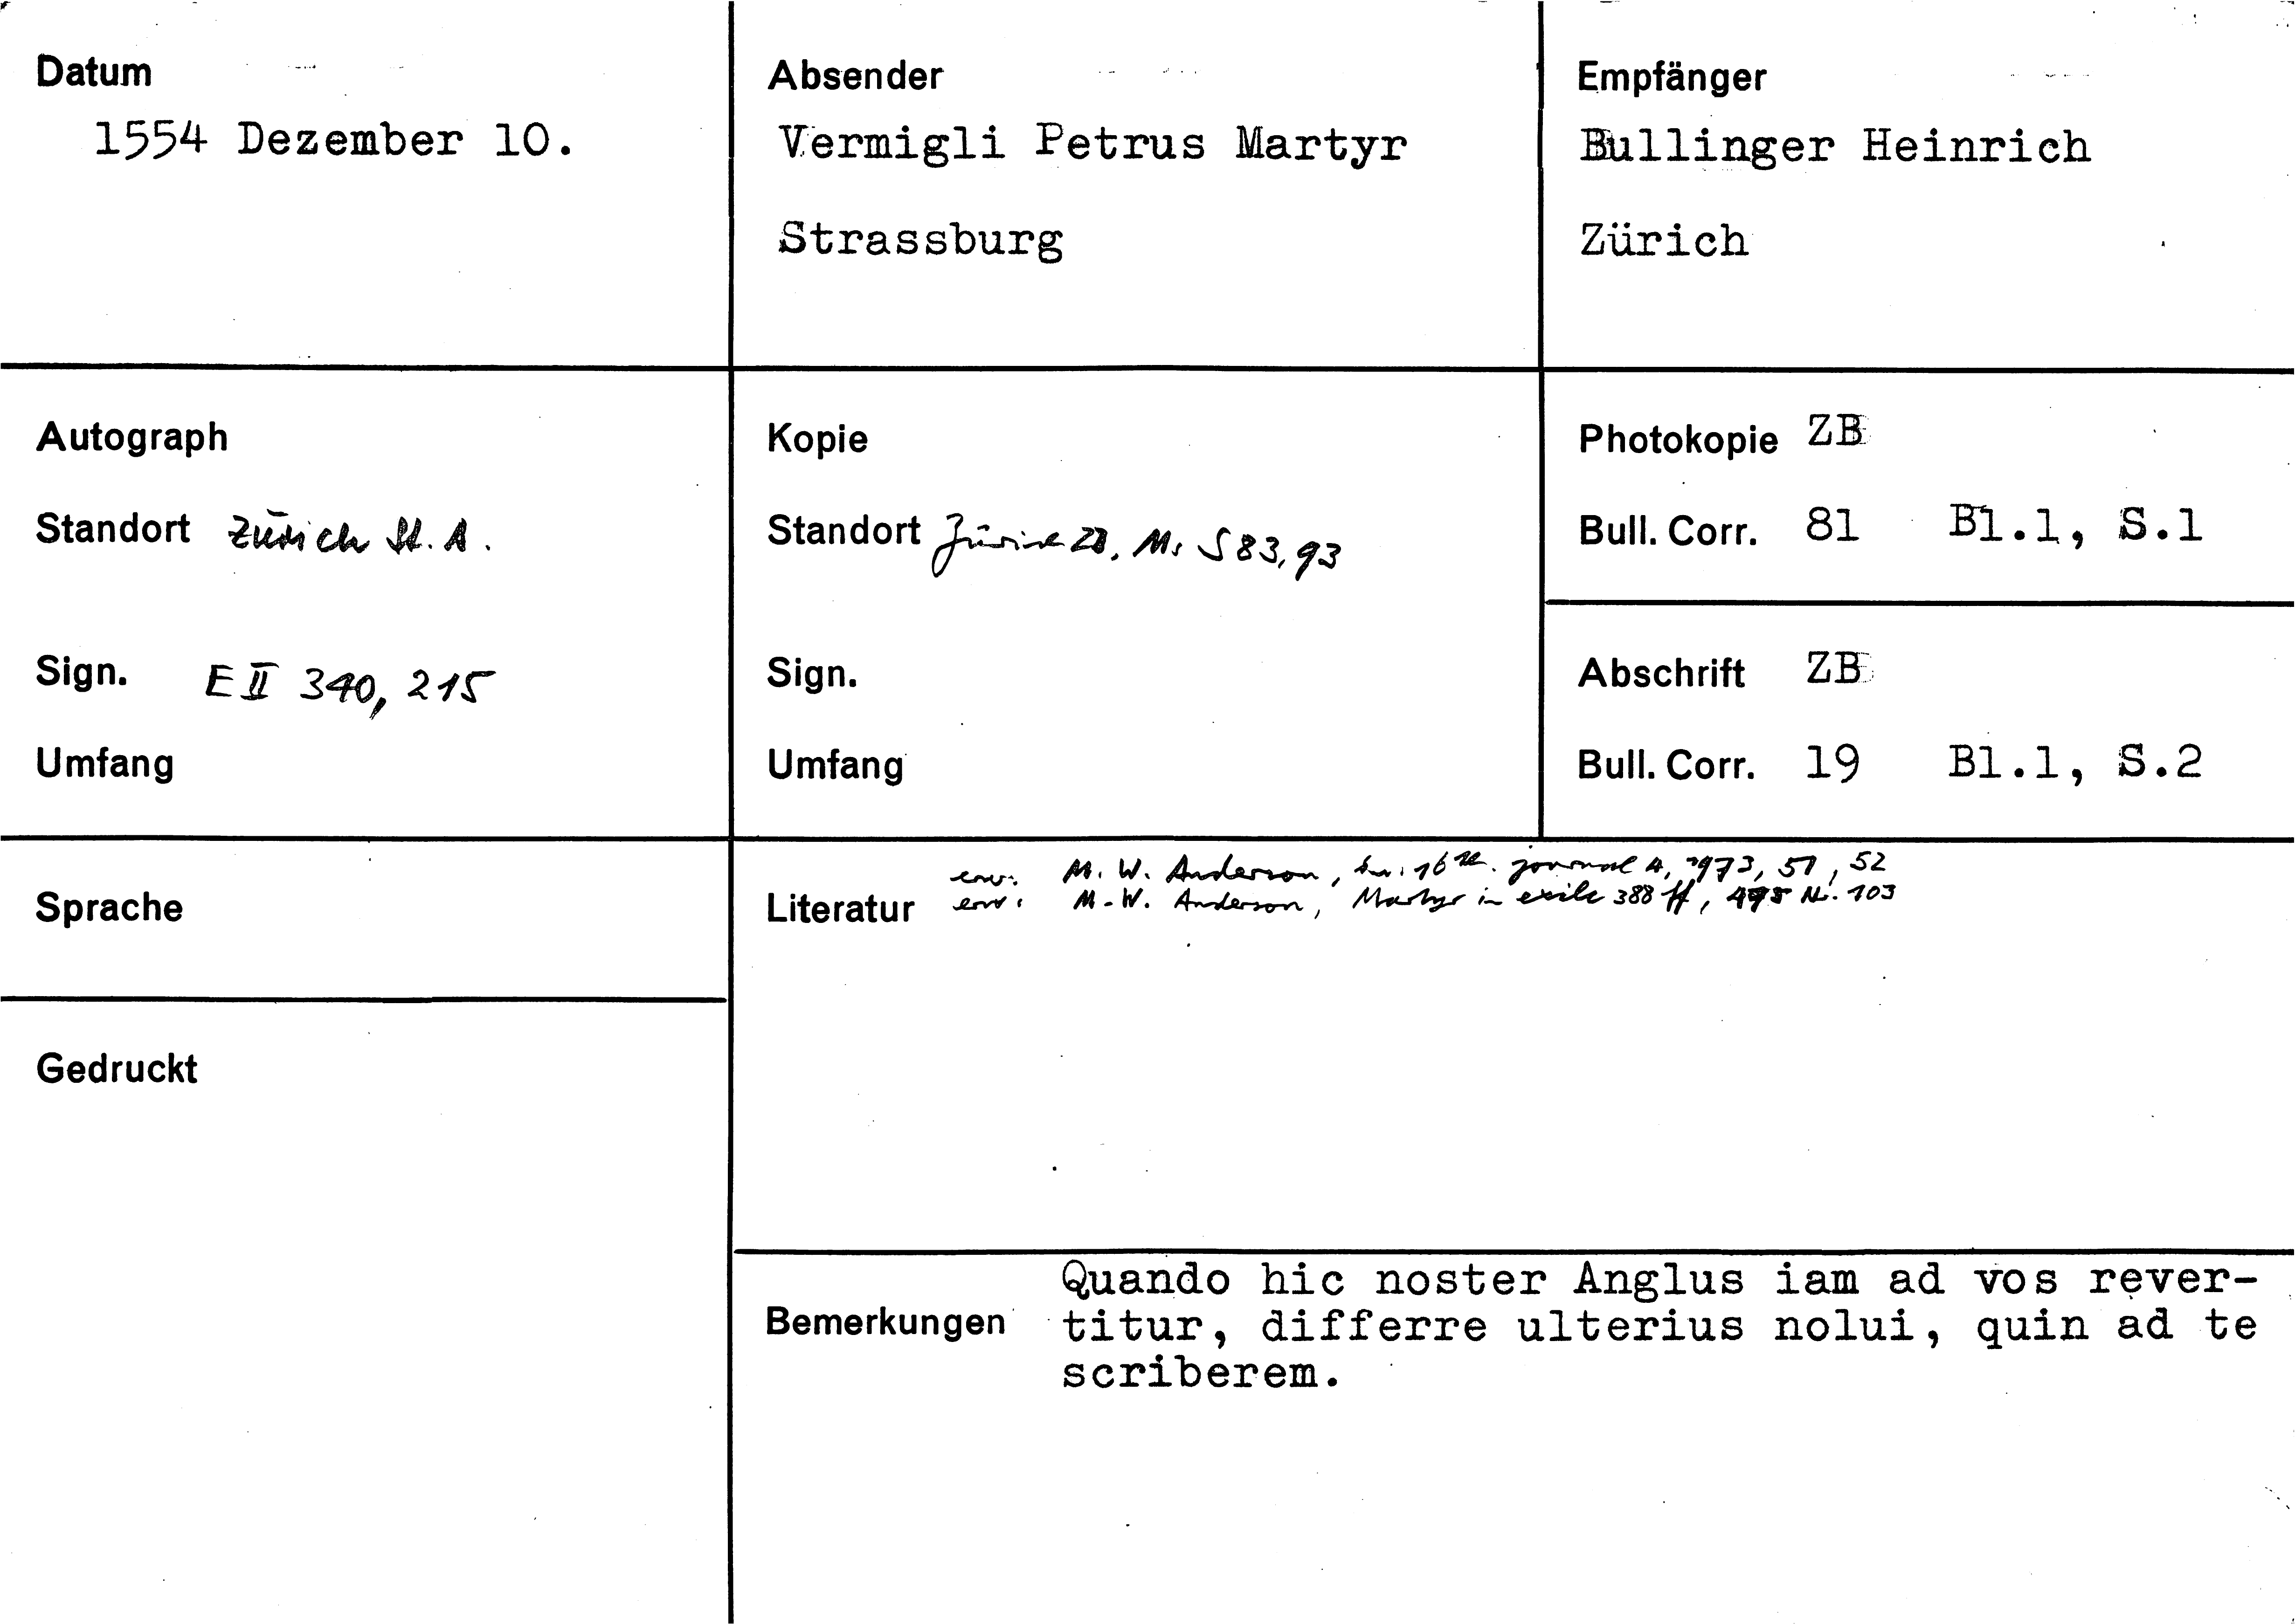 Datum
1554 Dezember 10.
Absender
Vermigli Petrus Martyr
Strassburg
Empfänger
Bullinger Heinrich
Zürich
Autograph
Standort Zürich St. A.
Sign. E II 340, 215
Umfang
Kopie
Standort Zürich ZB, Ms S 83, 93
Sign.
Umfang
Photokopie ZB
Bull. Corr. 81 Bl.1, S.1
Abschrift ZB
Bull. Corr. 19 Bl.1, S.2
Sprache
Gedruckt
Literatur
erw. M. W. Anderson, in: 16th. journal 4, 1973, 51, 52
erw. M. W. Anderson, Martyr in exile 388 ff, 495 Nr. 103
Bemerkungen
Quando hic noster Anglus iam ad vos rever-
titur, differre ulterius nolui, quin ad te
scriberem.